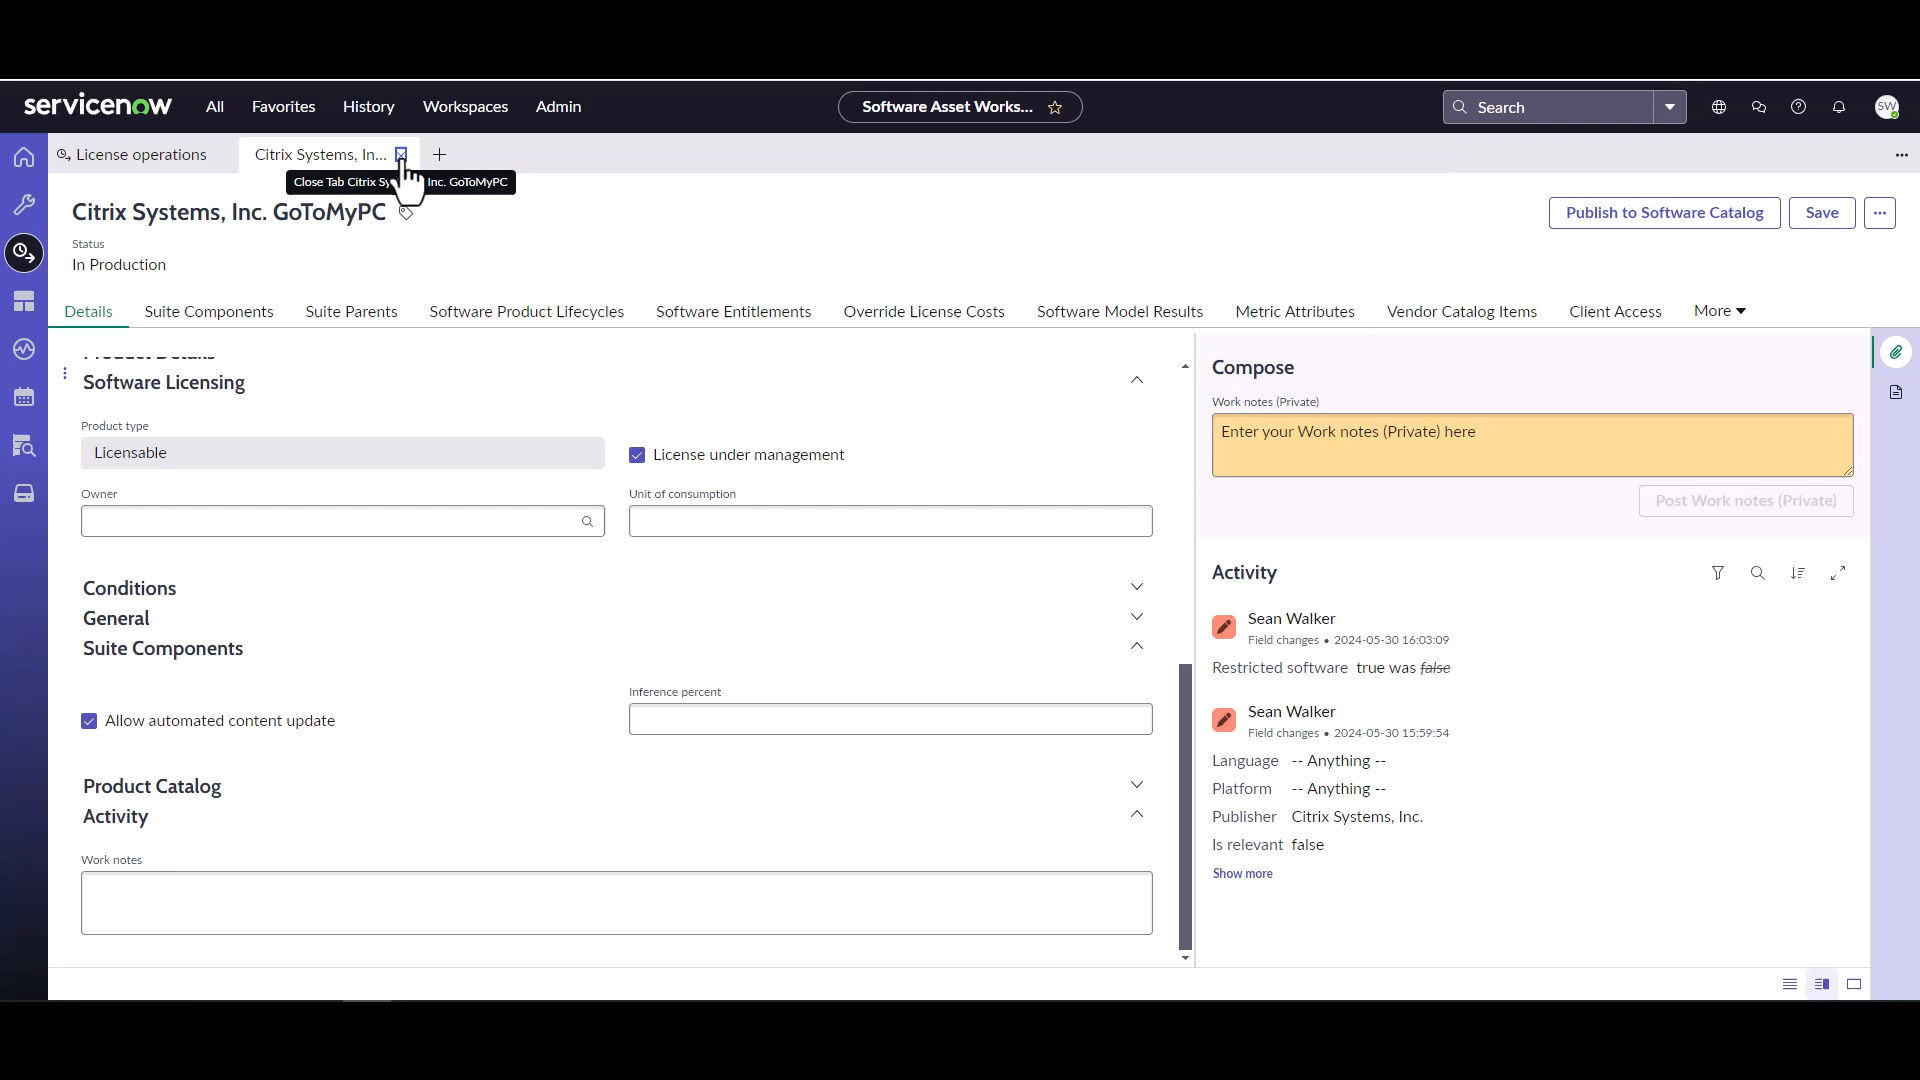 servicenow All Favorites History Workspaces Admin Software Asset Works... Search SW
License operations Citrix Systems, In...
Close Tab Citrix Sy Inc. GoToMyPC
Citrix Systems, Inc. GoToMyPC Publish to Software Catalog Save
Status
In Production
Details Suite Components Suite Parents Software Product Lifecycles Software Entitlements Override License Costs Software Model Results Metric Attributes Vendor Catalog Items Client Access More
Product Details
Software Licensing
Product type
Licensable
License under management
Owner
Unit of consumption
Conditions
General
Suite Components
Inference percent
Allow automated content update
Product Catalog
Activity
Work notes
Compose
Work notes (Private)
Enter your Work notes (Private) here
Post Work notes (Private)
Activity
Sean Walker
Field changes • 2024-05-30 16:03:09
Restricted software true was false
Sean Walker
Field changes • 2024-05-30 15:59:54
Language -- Anything --
Platform -- Anything --
Publisher Citrix Systems, Inc.
Is relevant false
Show more